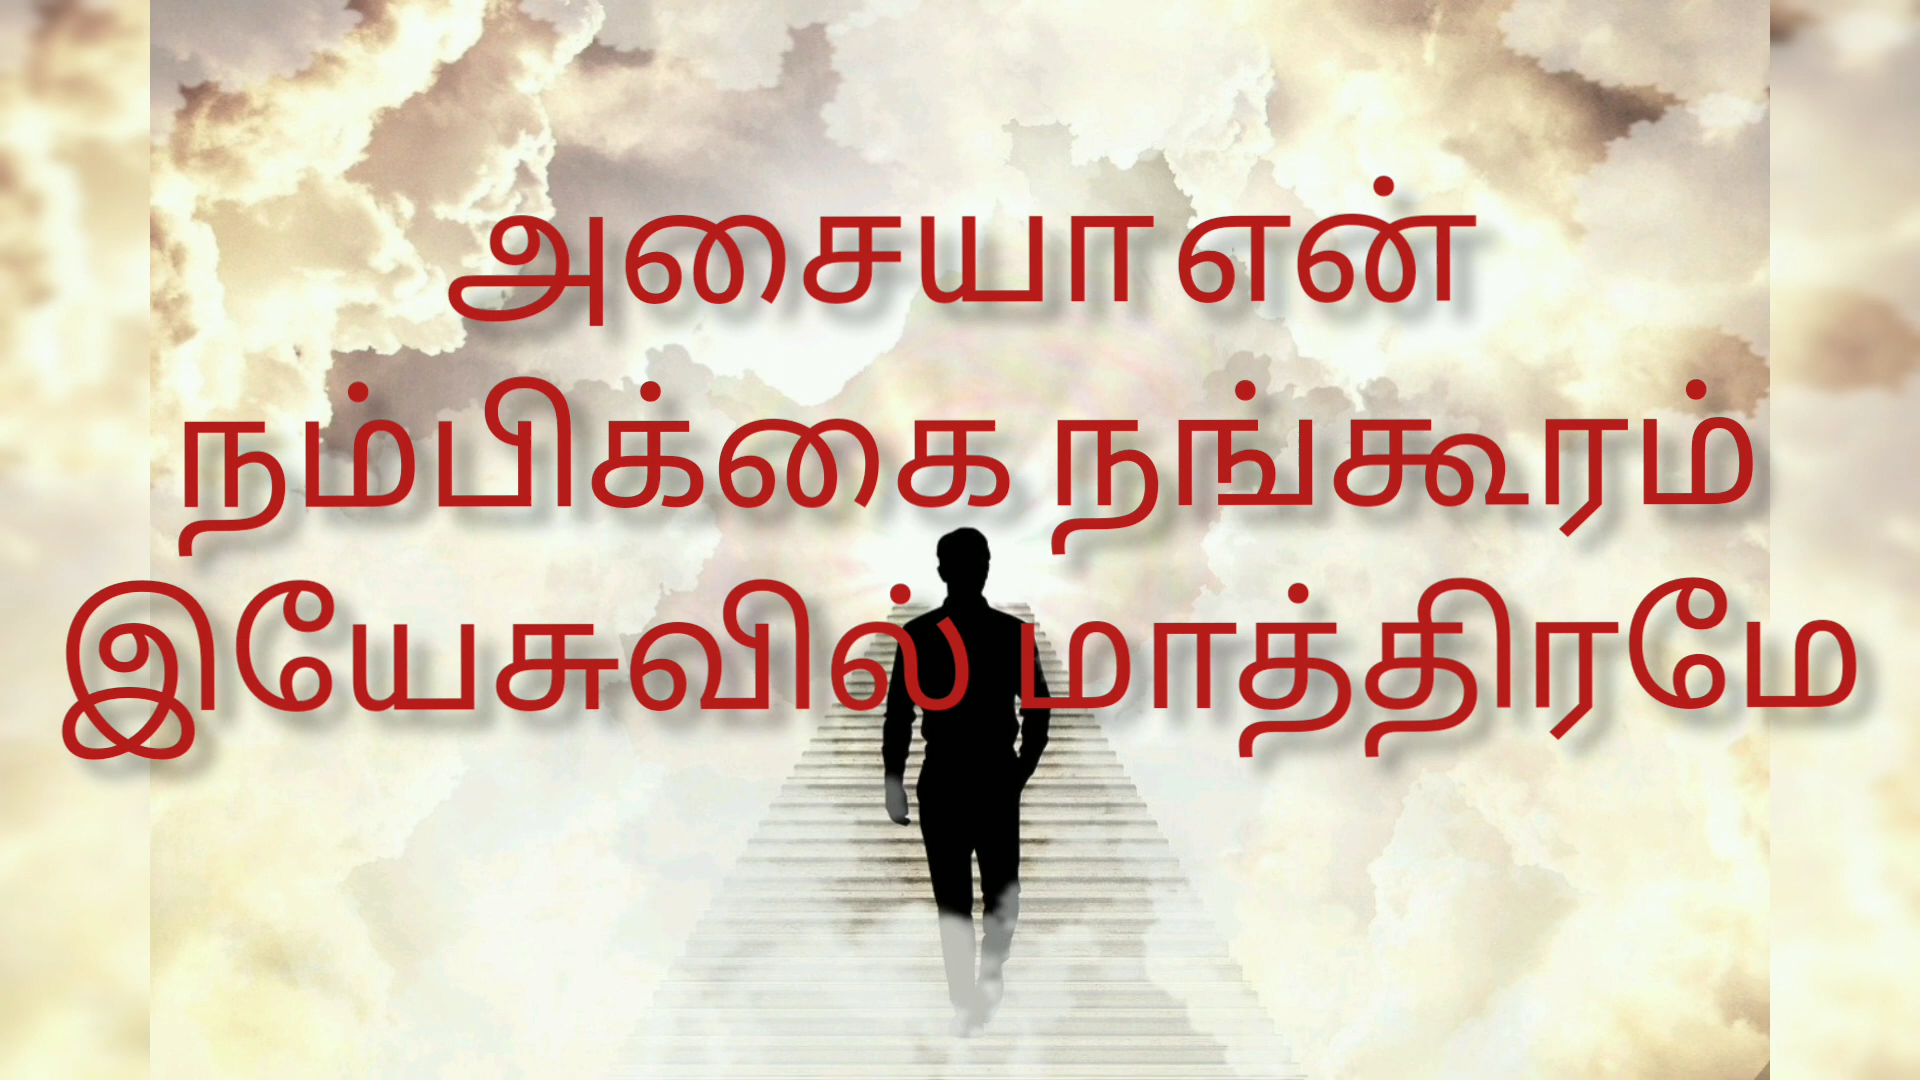 அசையா என்
நம்பிக்கை நங்கூரம்
இயேசுவில் மாத்திரமே